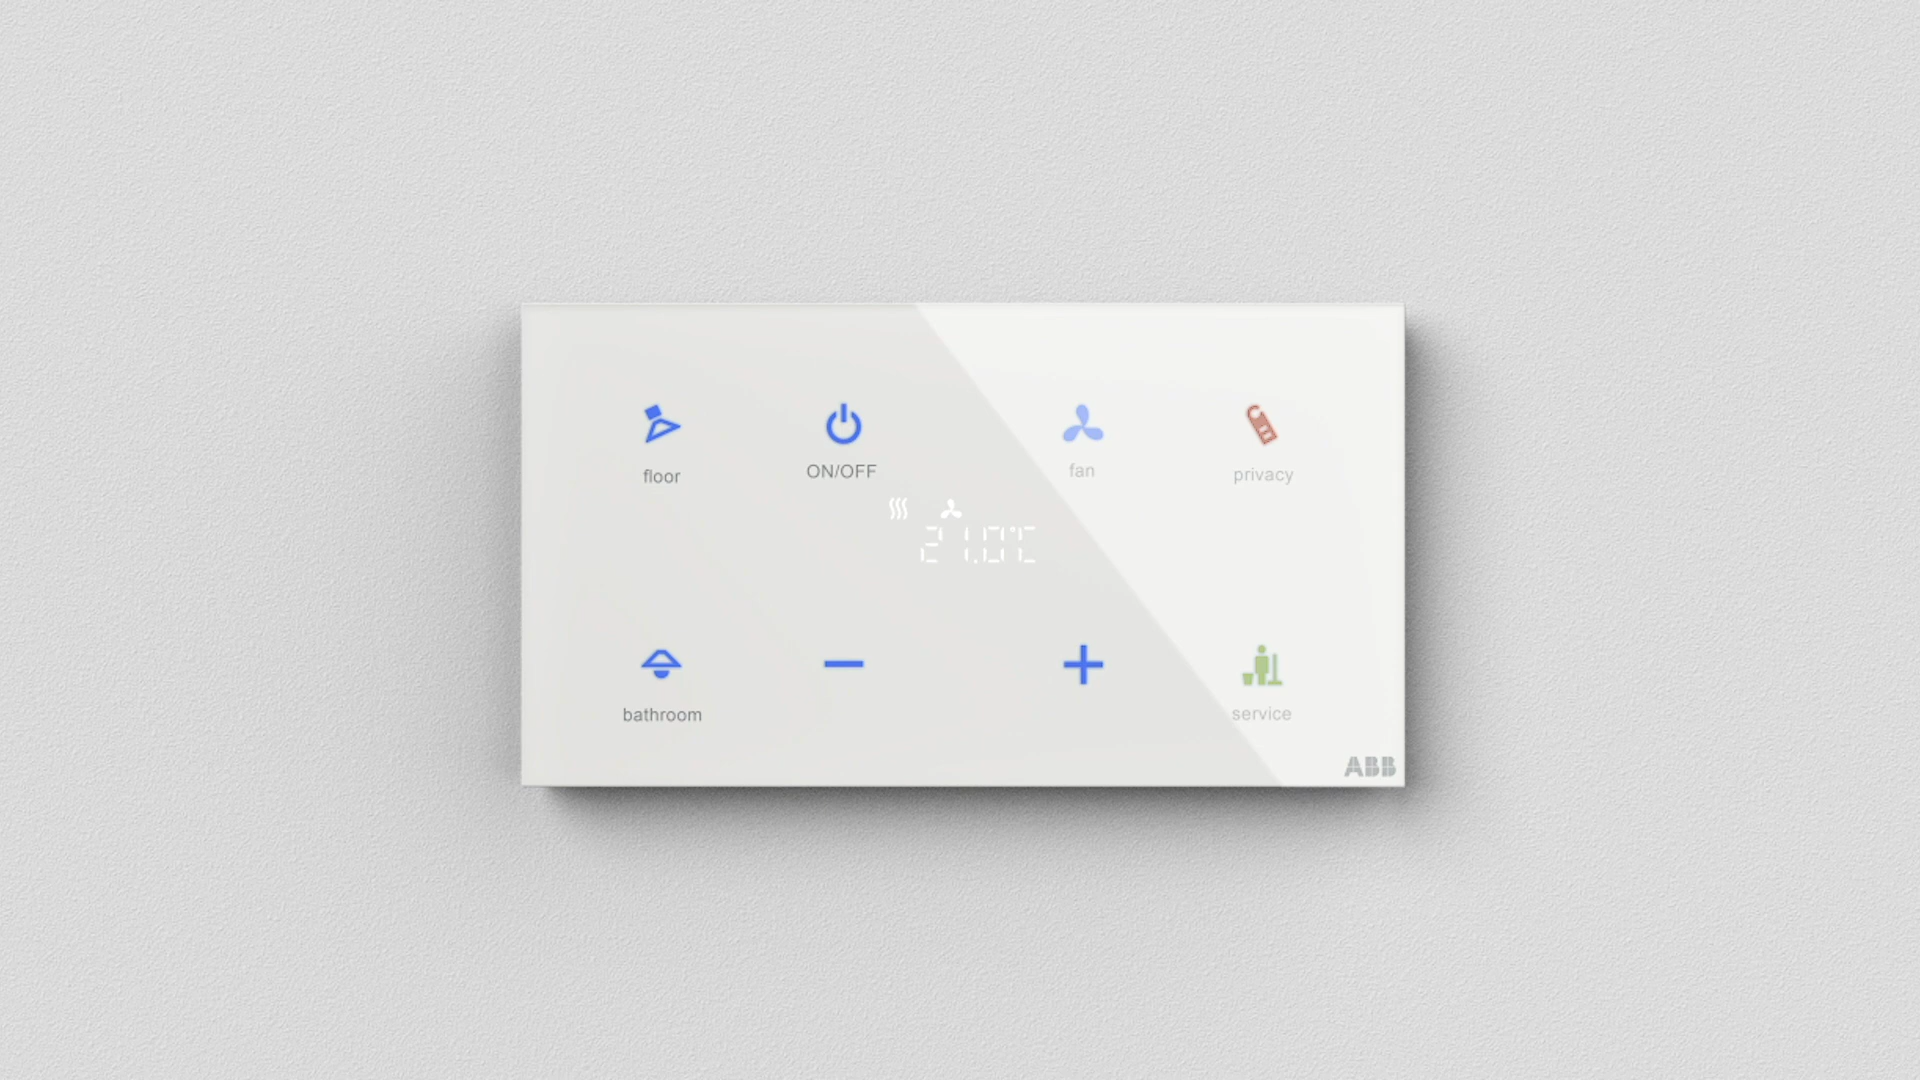 floor
ON/OFF
fan
privacy
21.0°C
bathroom
service
ABB